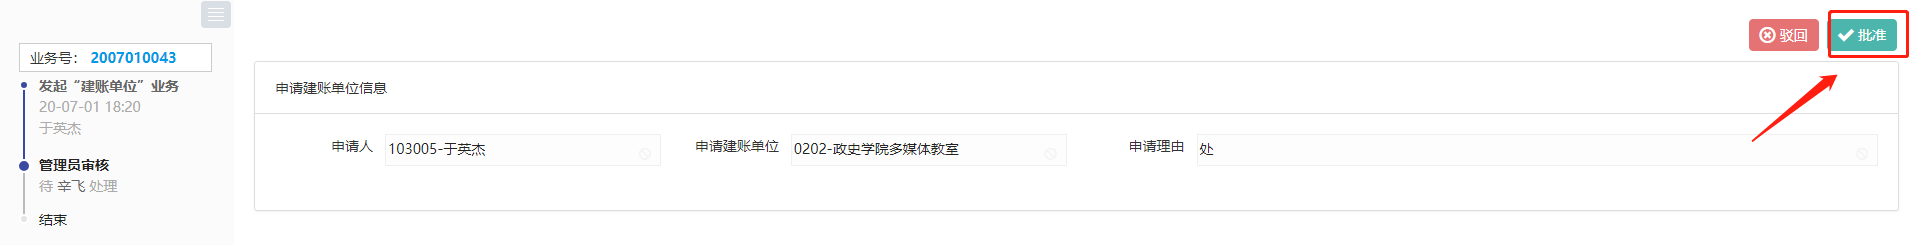 业务号： 2007010043
发起“建账单位”业务
20-07-01 18:20
于英杰
管理员审核
待 辛飞 处理
结束
驳回 批准
申请建账单位信息
申请人 103005-于英杰 申请建账单位 0202-政史学院多媒体教室 申请理由 处